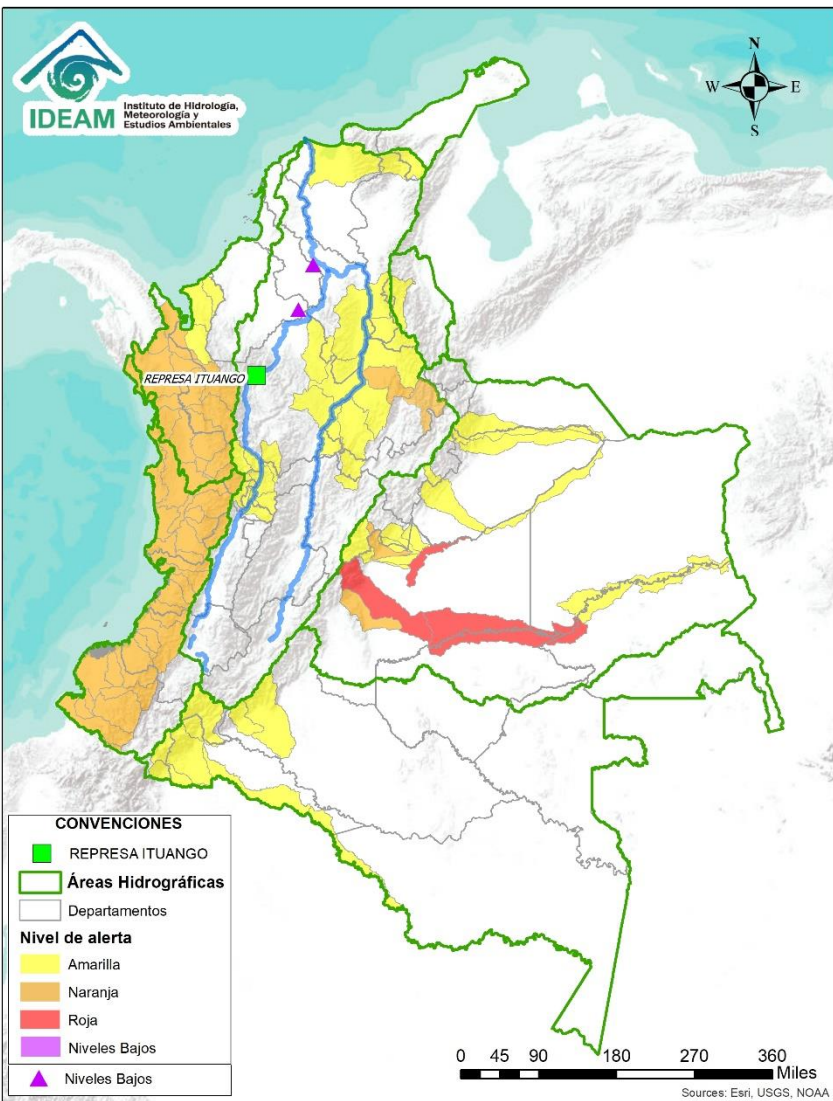 IDEAM
Instituto de Hidrología,
Meteorología y
Estudios Ambientales
N
W
E
S
REPRESA ITUANGO
CONVENCIONES
REPRESA ITUANGO
Áreas Hidrográficas
Departamentos
Nivel de alerta
Amarilla
Naranja
Roja
Niveles Bajos
Niveles Bajos
0 45 90 180 270 360
Miles
Sources: Esri, USGS, NOAA